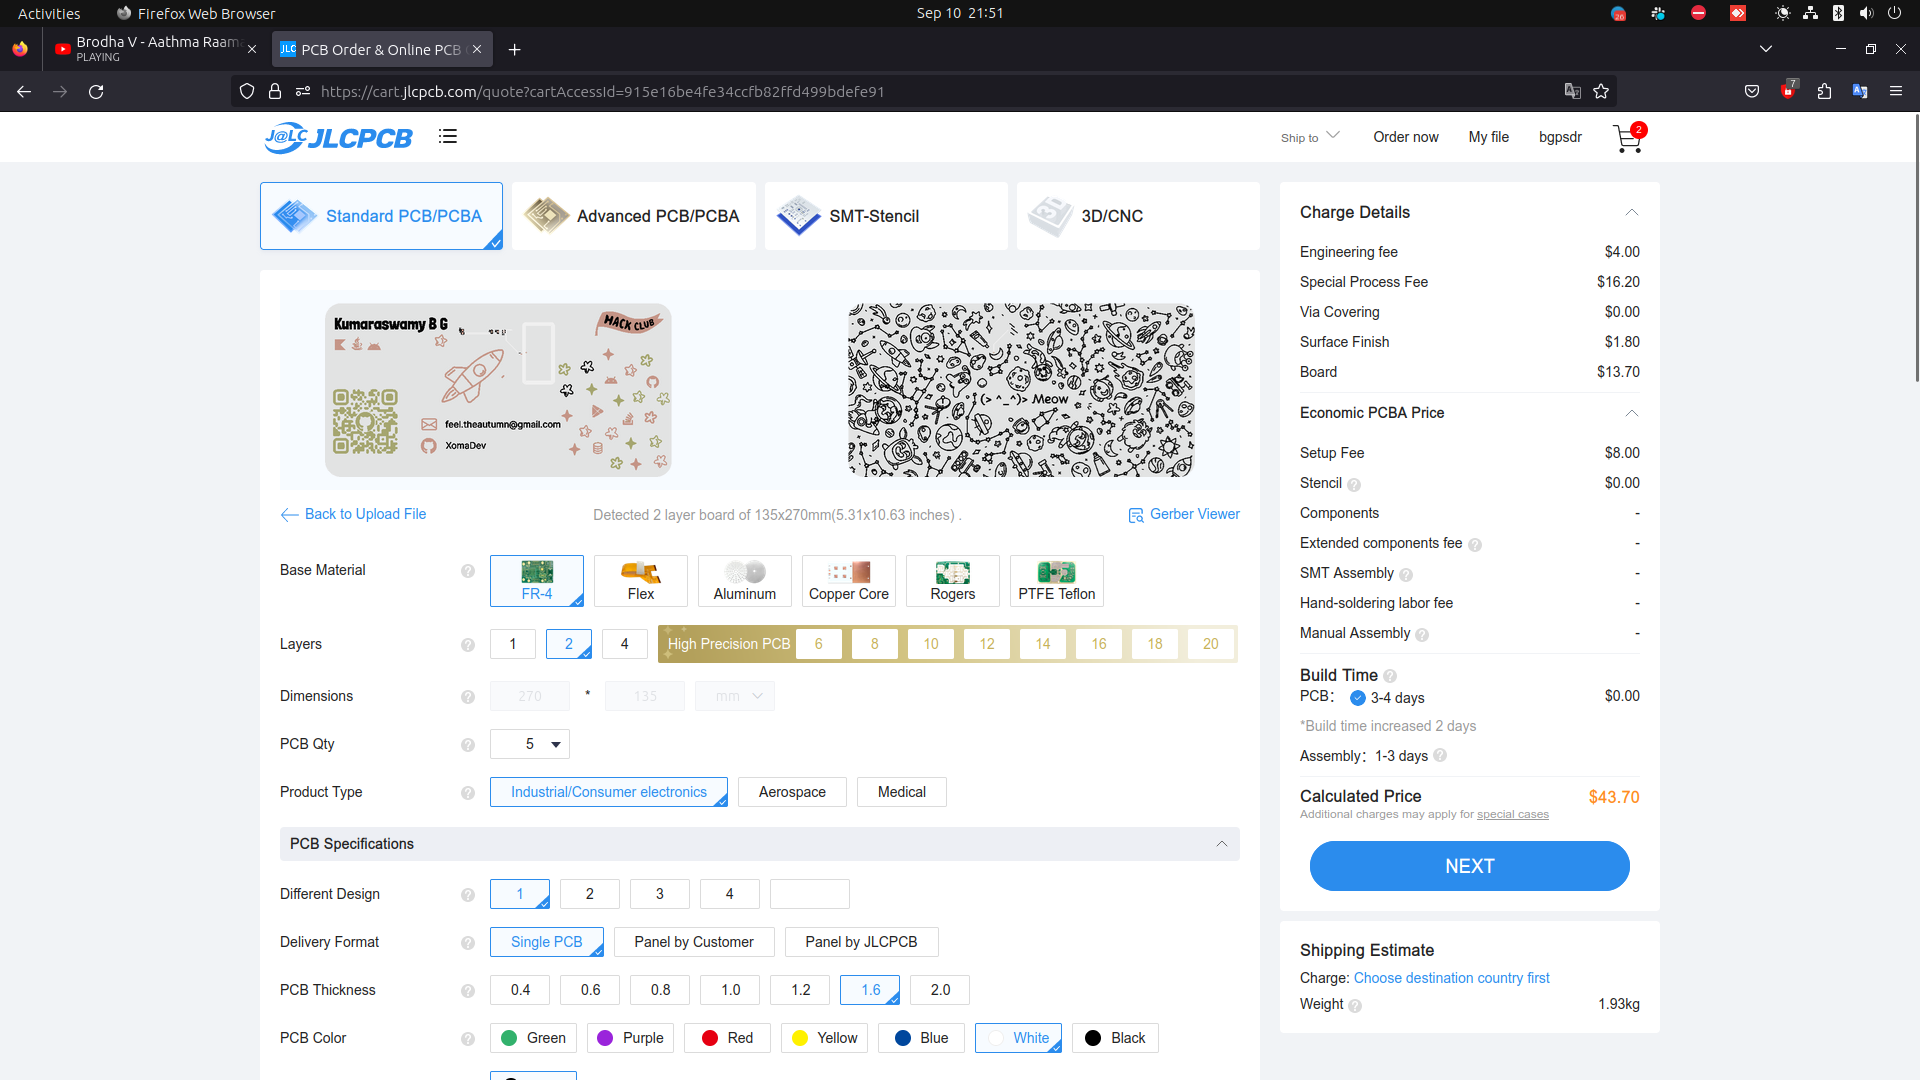 Activities
Firefox Web Browser
Sep 10 21:51
26
Brodha V - Aathma Raam
PLAYING
JLC PCB Order & Online PCB
https://cart.jlcpcb.com/quote?cartAccessId=915e16be4fe34ccfb82ffd499bdefe91
7
J@LC JLCPCB
Ship to
Order now
My file
bgpsdr
2
Standard PCB/PCBA
Advanced PCB/PCBA
SMT-Stencil
3D/CNC
Kumaraswamy B G
HACK CLUB
feel.theautumn@gmail.com
XomaDev
(> ^_^)> Meow
Back to Upload File
Detected 2 layer board of 135x270mm(5.31x10.63 inches) .
Gerber Viewer
Base Material
FR-4
Flex
Aluminum
Copper Core
Rogers
PTFE Teflon
Layers
1
2
4
High Precision PCB
6
8
10
12
14
16
18
20
Dimensions
270
*
135
mm
PCB Qty
5
Product Type
Industrial/Consumer electronics
Aerospace
Medical
PCB Specifications
Different Design
1
2
3
4
Delivery Format
Single PCB
Panel by Customer
Panel by JLCPCB
PCB Thickness
0.4
0.6
0.8
1.0
1.2
1.6
2.0
PCB Color
Green
Purple
Red
Yellow
Blue
White
Black
Charge Details
Engineering fee $4.00
Special Process Fee $16.20
Via Covering $0.00
Surface Finish $1.80
Board $13.70
Economic PCBA Price
Setup Fee $8.00
Stencil $0.00
Components -
Extended components fee -
SMT Assembly -
Hand-soldering labor fee -
Manual Assembly -
Build Time
PCB: 3-4 days $0.00
*Build time increased 2 days
Assembly: 1-3 days
Calculated Price $43.70
Additional charges may apply for special cases
NEXT
Shipping Estimate
Charge: Choose destination country first
Weight 1.93kg